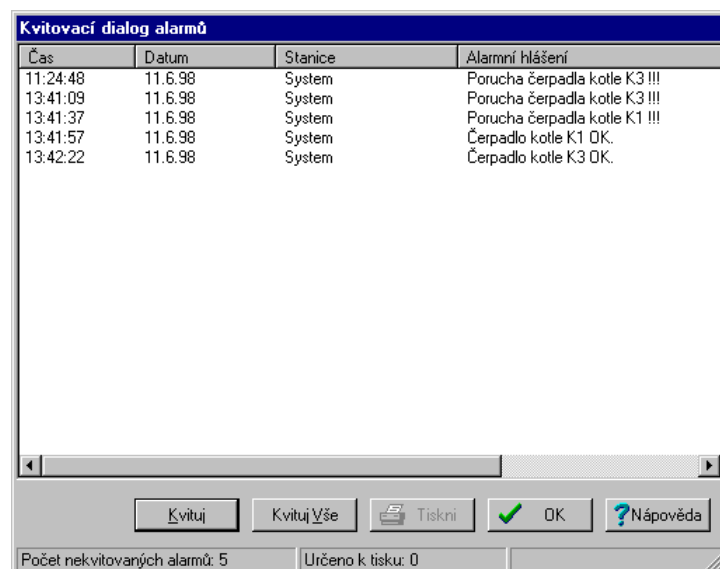 Kvitovací dialog alarmů
Čas Datum Stanice Alarmní hlášení
11:24:48 11.6.98 System Porucha čerpadla kotle K3 !!!
13:41:09 11.6.98 System Porucha čerpadla kotle K3 !!!
13:41:37 11.6.98 System Porucha čerpadla kotle K1 !!!
13:41:57 11.6.98 System Čerpadlo kotle K1 OK.
13:42:22 11.6.98 System Čerpadlo kotle K3 OK.
Kvituj Kvituj Vše Tiskni OK ?Nápověda
Počet nekvitovaných alarmů: 5 Určeno k tisku: 0